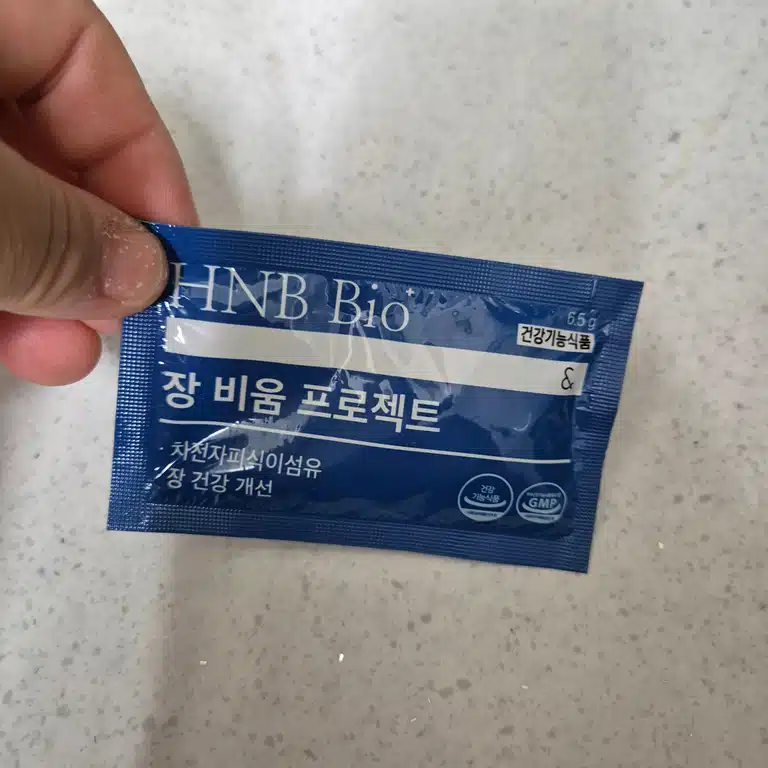 HNB Bio+
6.5 g
건강기능식품
&
장 비움 프로젝트
차전자피식이섬유
장 건강 개선
건강
기능식품
GMP